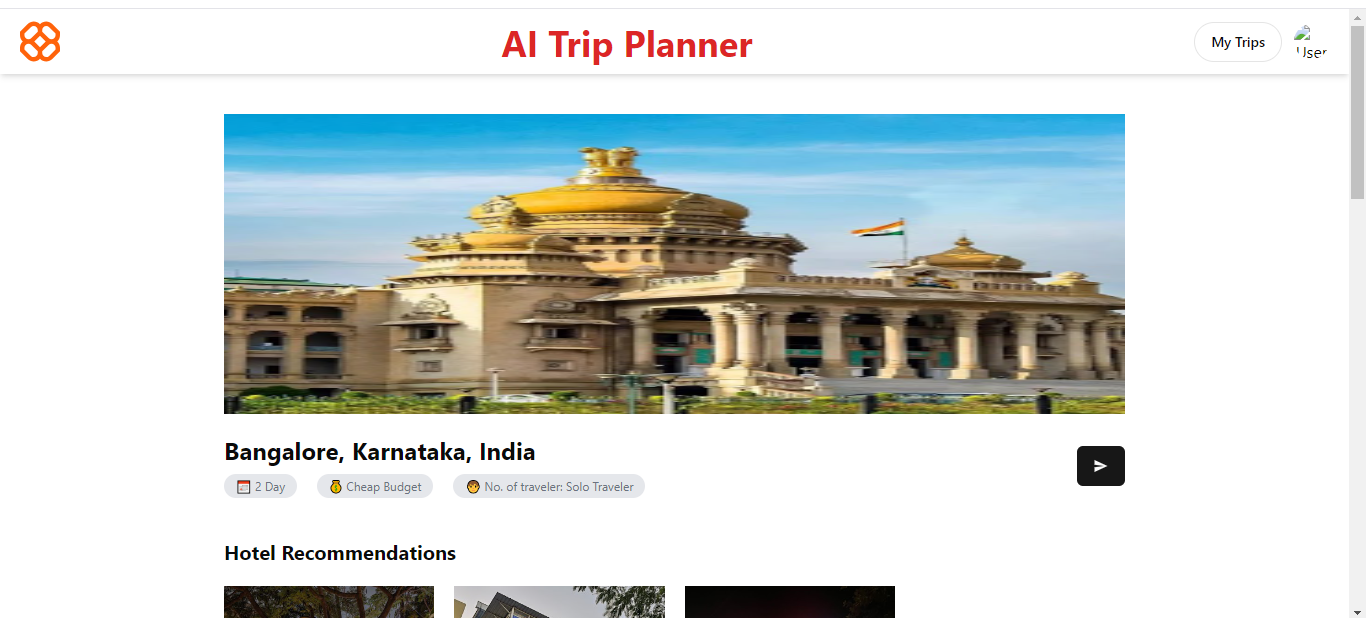 AI Trip Planner
My Trips
User
Bangalore, Karnataka, India
2 Day
Cheap Budget
No. of traveler: Solo Traveler
Hotel Recommendations